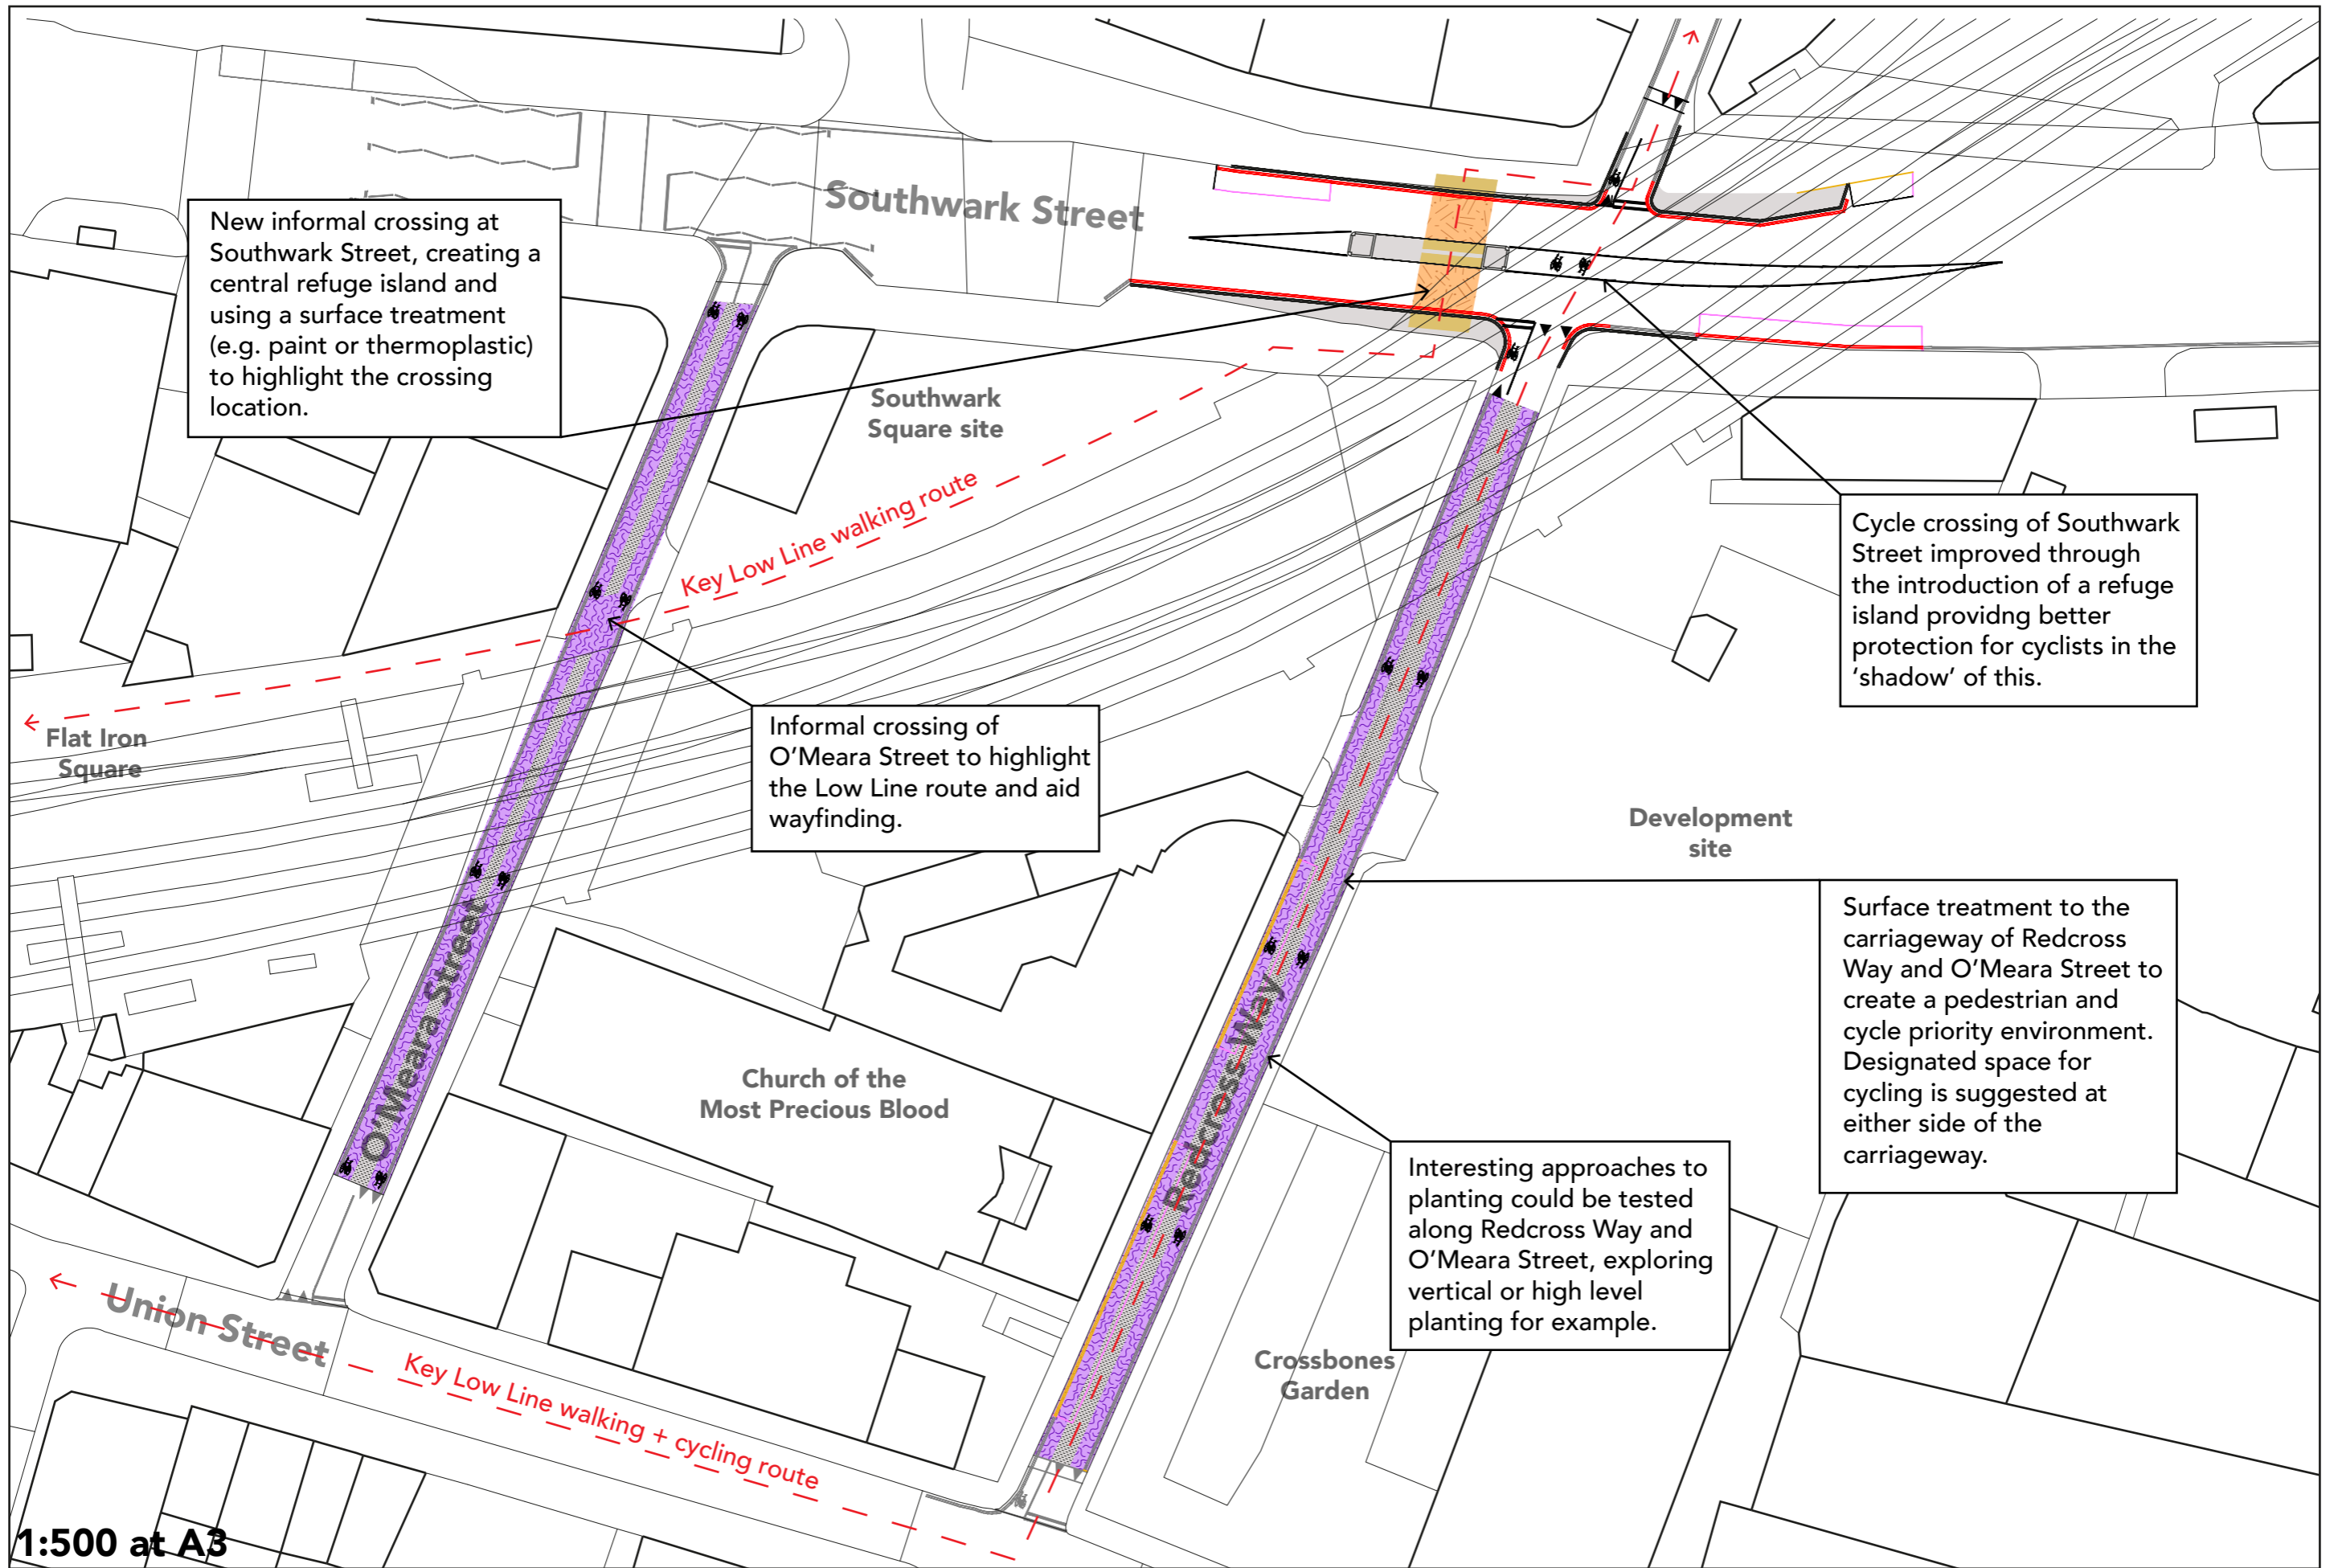 Southwark Street
New informal crossing at
Southwark Street, creating a
central refuge island and
using a surface treatment
(e.g. paint or thermoplastic)
to highlight the crossing
location.
Southwark
Square site
Key Low Line walking route
Cycle crossing of Southwark
Street improved through
the introduction of a refuge
island providng better
protection for cyclists in the
‘shadow’ of this.
Flat Iron
Square
Informal crossing of
O’Meara Street to highlight
the Low Line route and aid
wayfinding.
Development
site
Surface treatment to the
carriageway of Redcross
Way and O’Meara Street to
create a pedestrian and
cycle priority environment.
Designated space for
cycling is suggested at
either side of the
carriageway.
O’Meara Street
Church of the
Most Precious Blood
Redcross Way
Interesting approaches to
planting could be tested
along Redcross Way and
O’Meara Street, exploring
vertical or high level
planting for example.
Union Street
Key Low Line walking + cycling route
Crossbones
Garden
1:500 at A3